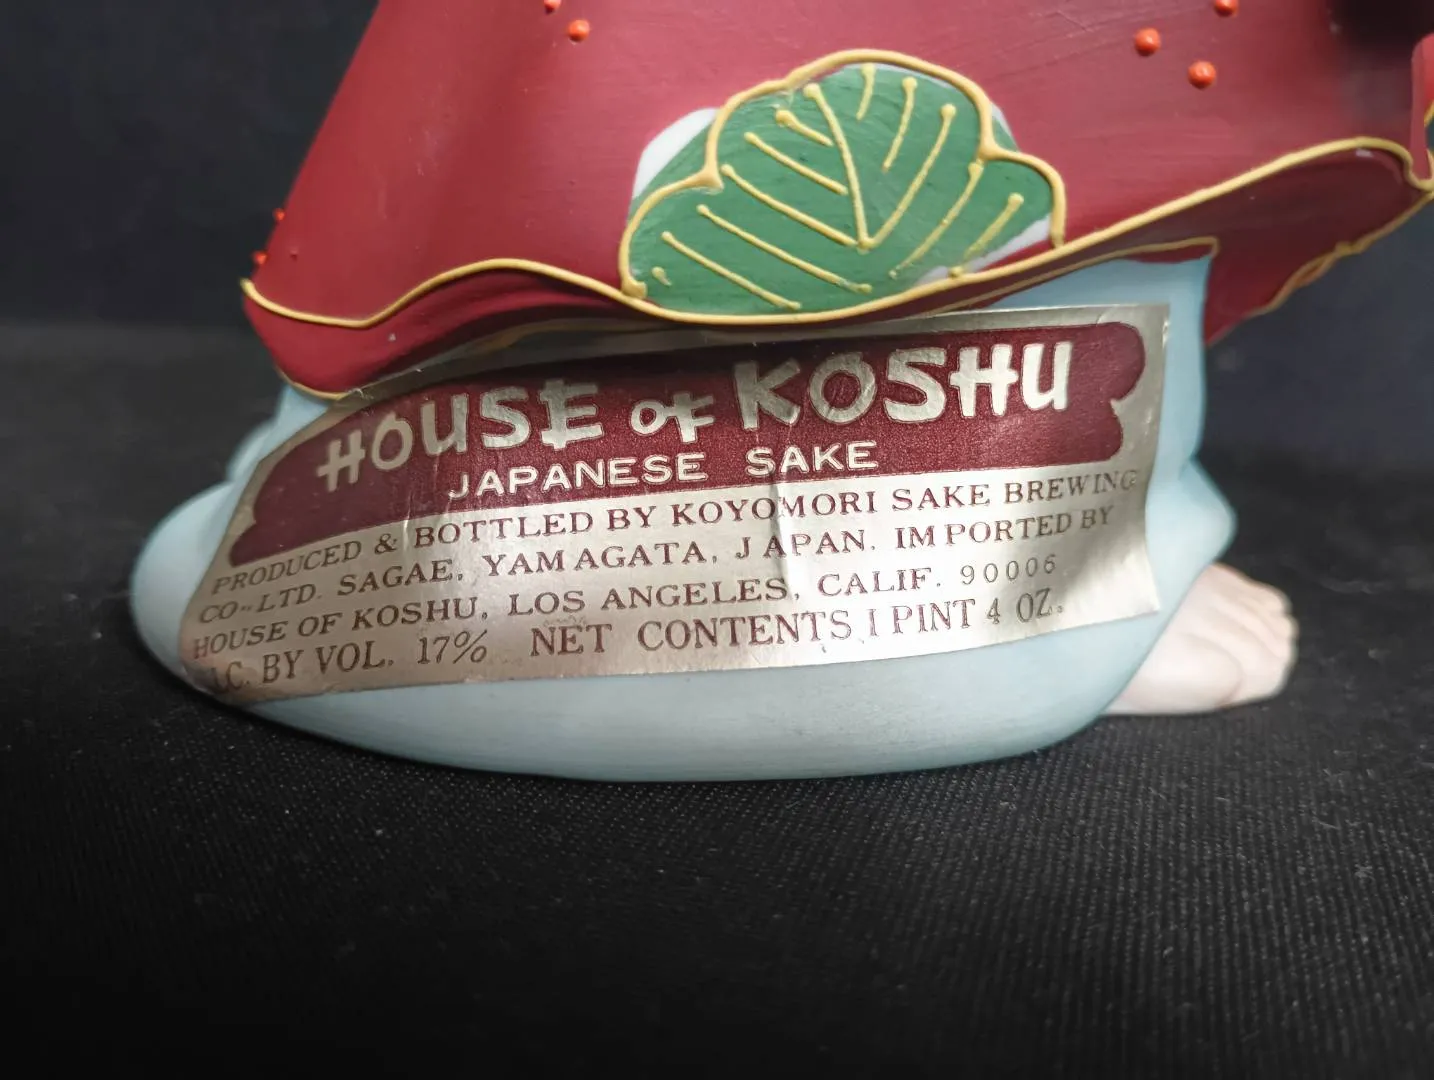 HOUSE OF KOSHU
JAPANESE SAKE
PRODUCED & BOTTLED BY KOYOMORI SAKE BREWING
CO., LTD. SAGAE, YAMAGATA, JAPAN. IMPORTED BY
HOUSE OF KOSHU, LOS ANGELES, CALIF. 90006
LC. BY VOL. 17% NET CONTENTS 1 PINT 4 OZ.